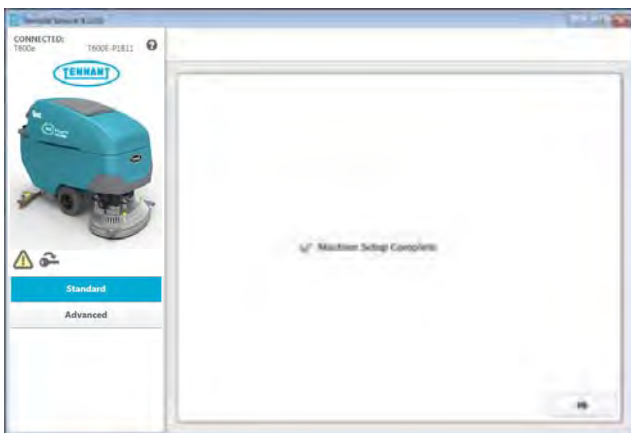 CONNECTED:
T600e T600E-P1811
TENNANT
Standard
Advanced
Machine Setup Complete